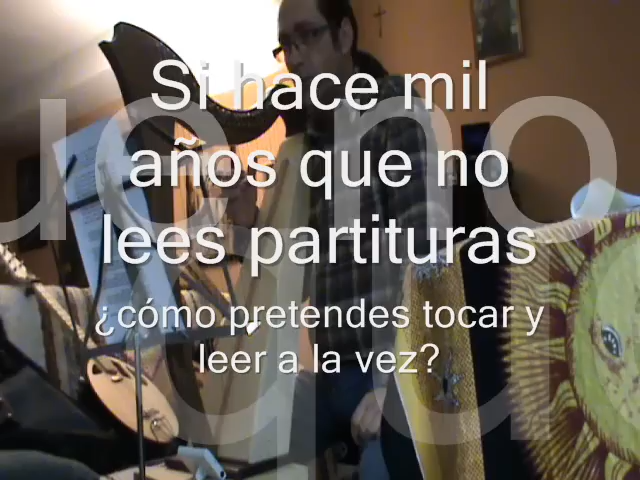 Si hace mil
años que no
lees partituras
¿cómo pretendes tocar y
leer a la vez?